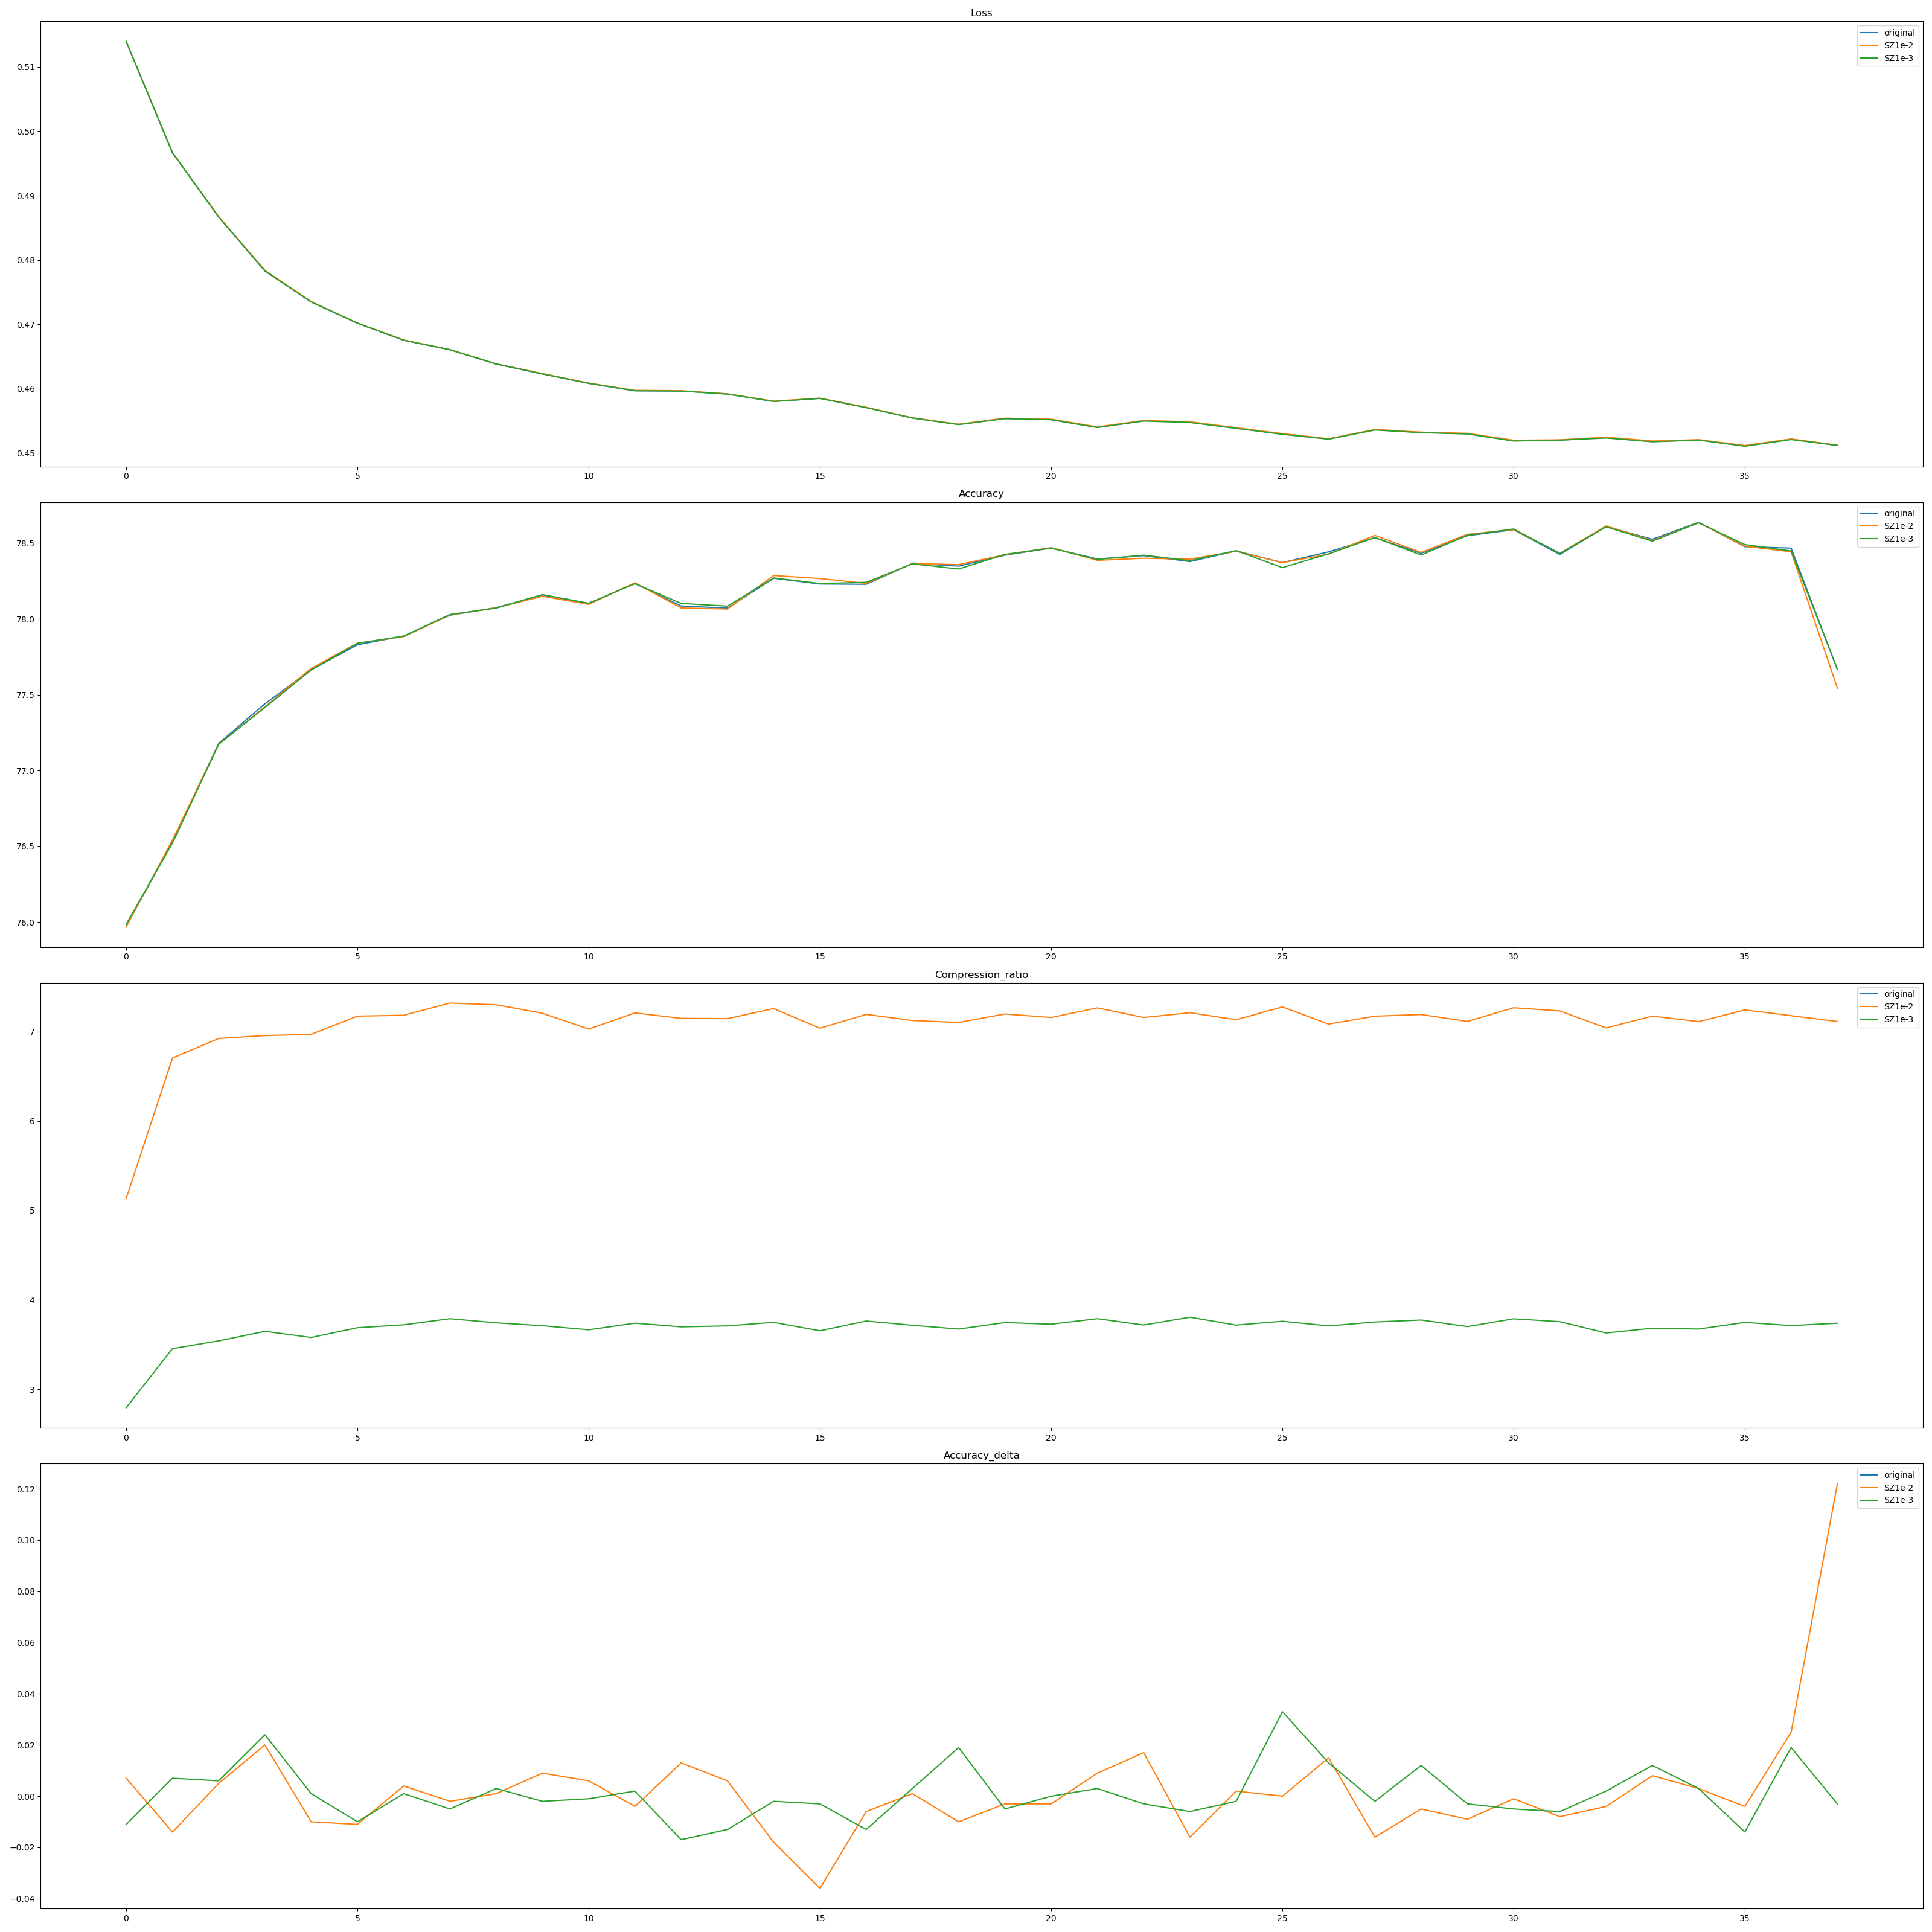 Loss
original
SZ1e-2
SZ1e-3
0.51
0.50
0.49
0.48
0.47
0.46
0.45
0 5 10 15 20 25 30 35
Accuracy
original
SZ1e-2
SZ1e-3
78.5
78.0
77.5
77.0
76.5
76.0
0 5 10 15 20 25 30 35
Compression_ratio
original
SZ1e-2
SZ1e-3
7
6
5
4
3
0 5 10 15 20 25 30 35
Accuracy_delta
original
SZ1e-2
SZ1e-3
0.12
0.10
0.08
0.06
0.04
0.02
0.00
−0.02
−0.04
0 5 10 15 20 25 30 35